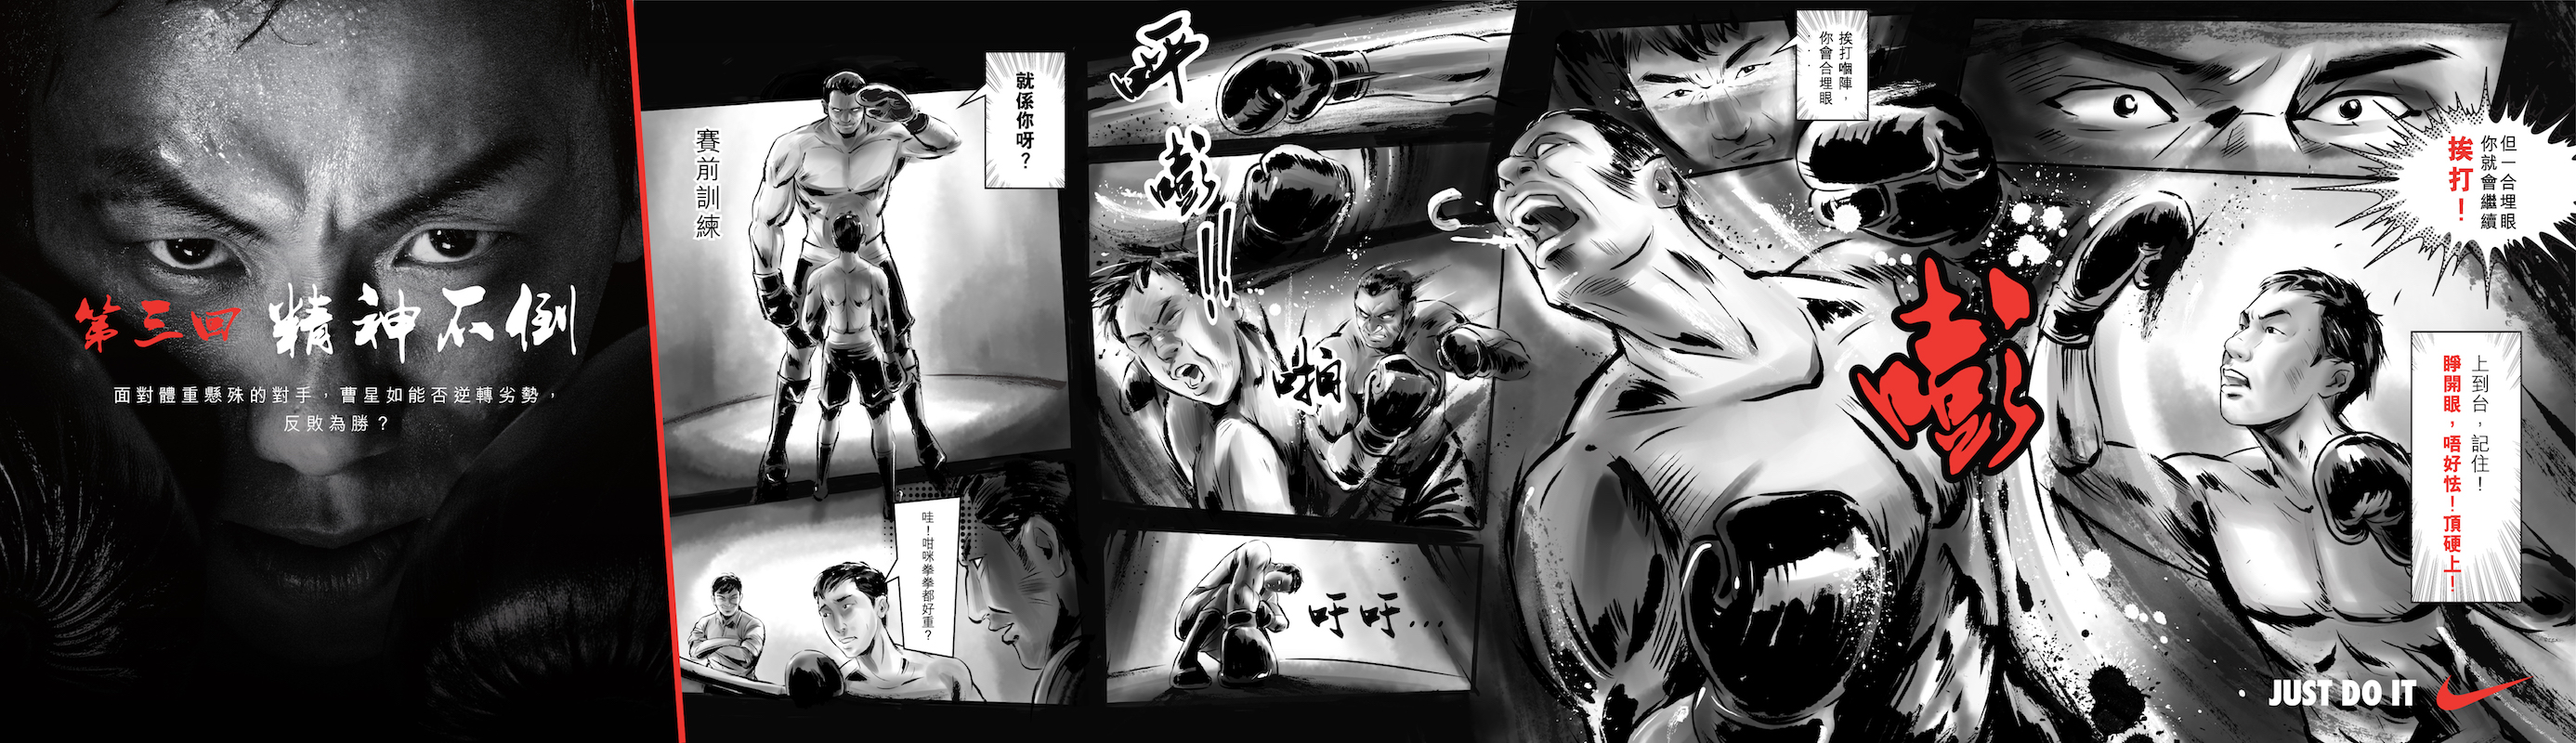 第三回 精神不倒
面對體重懸殊的對手，曹星如能否逆轉劣勢，
反敗為勝？
賽前訓練
就係你呀？
哇！咁咪拳拳都好重？
呯
嘭!!
啪
吁吁...
挨打嗰陣，
你會合埋眼
嘭
但一合埋眼
你就會繼續
挨打！
上到台，記住！
睜開眼，唔好怯！頂硬上！
JUST DO IT